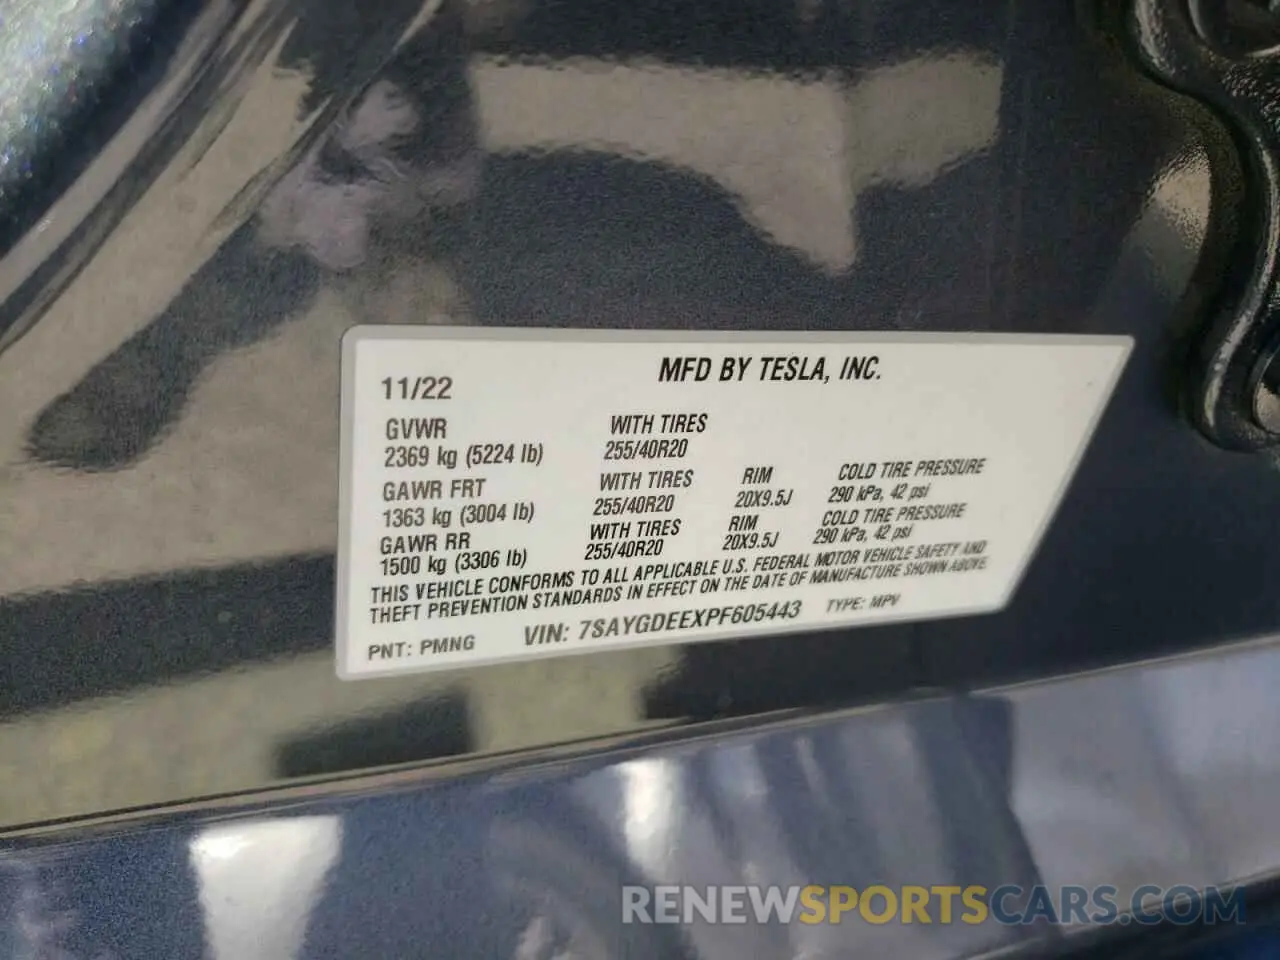 MFD BY TESLA, INC.
11/22
GVWR WITH TIRES
2369 kg (5224 lb) 255/40R20
GAWR FRT WITH TIRES RIM COLD TIRE PRESSURE
1363 kg (3004 lb) 255/40R20 20X9.5J 290 kPa, 42 psi
GAWR RR WITH TIRES RIM COLD TIRE PRESSURE
1500 kg (3306 lb) 255/40R20 20X9.5J 290 kPa, 42 psi
THIS VEHICLE CONFORMS TO ALL APPLICABLE U.S. FEDERAL MOTOR VEHICLE SAFETY AND
THEFT PREVENTION STANDARDS IN EFFECT ON THE DATE OF MANUFACTURE SHOWN ABOVE.
PNT: PMNG VIN: 7SAYGDEEXPF605443 TYPE: MPV
RENEWSPORTSCARS.COM